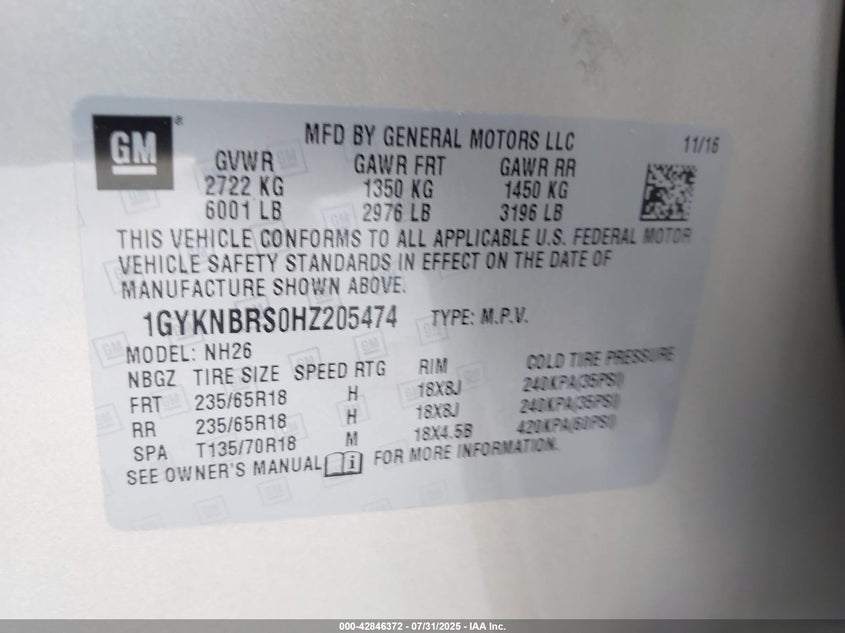 GM ®
MFD BY GENERAL MOTORS LLC 11/16
GVWR GAWR FRT GAWR RR
2722 KG 1350 KG 1450 KG
6001 LB 2976 LB 3196 LB
THIS VEHICLE CONFORMS TO ALL APPLICABLE U.S. FEDERAL MOTOR
VEHICLE SAFETY STANDARDS IN EFFECT ON THE DATE OF
MANUFACTURE SHOWN ABOVE.
1GYKNBRS0HZ205474 TYPE: M.P.V.
MODEL: NH26
NBGZ TIRE SIZE SPEED RTG RIM COLD TIRE PRESSURE
FRT 235/65R18 H 18X8J 240KPA(35PSI)
RR 235/65R18 H 18X8J 240KPA(35PSI)
SPA T135/70R18 M 18X4.5B 420KPA(60PSI)
SEE OWNER'S MANUAL i FOR MORE INFORMATION.
000-42846372 - 07/31/2025 - IAA Inc.